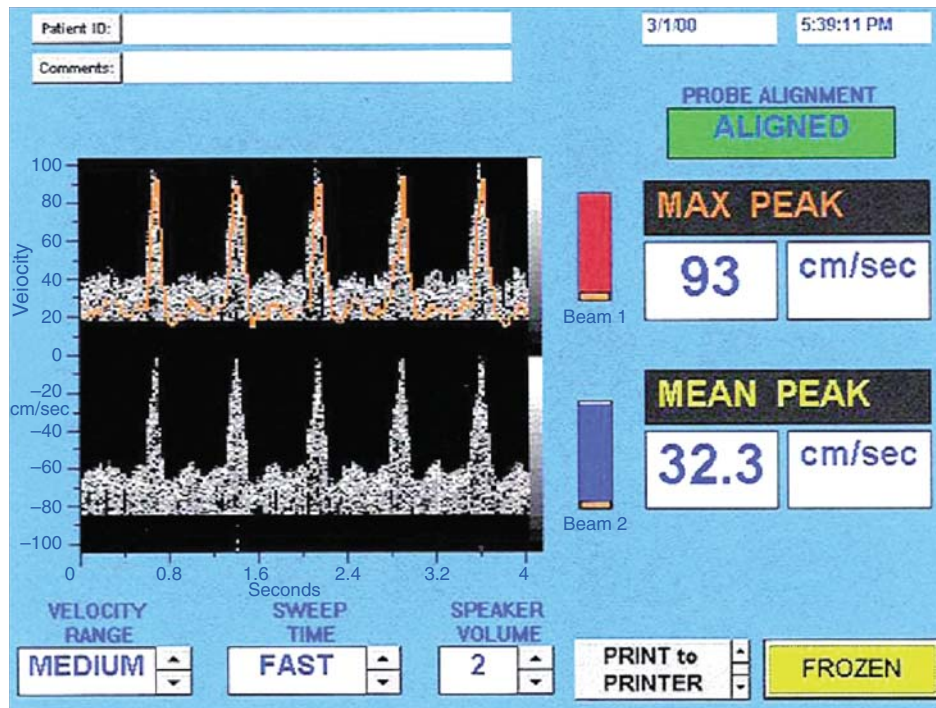 Patient ID:
3/1/00
5:39:11 PM
Comments:
PROBE ALIGNMENT
ALIGNED
100
80
60
40
20
0
–20
cm/sec
–40
–60
–80
–100
Velocity
0 0.8 1.6 2.4 3.2 4
Seconds
Beam 1
Beam 2
MAX PEAK
93 cm/sec
MEAN PEAK
32.3 cm/sec
VELOCITY
RANGE
MEDIUM
SWEEP
TIME
FAST
SPEAKER
VOLUME
2
PRINT to
PRINTER
FROZEN